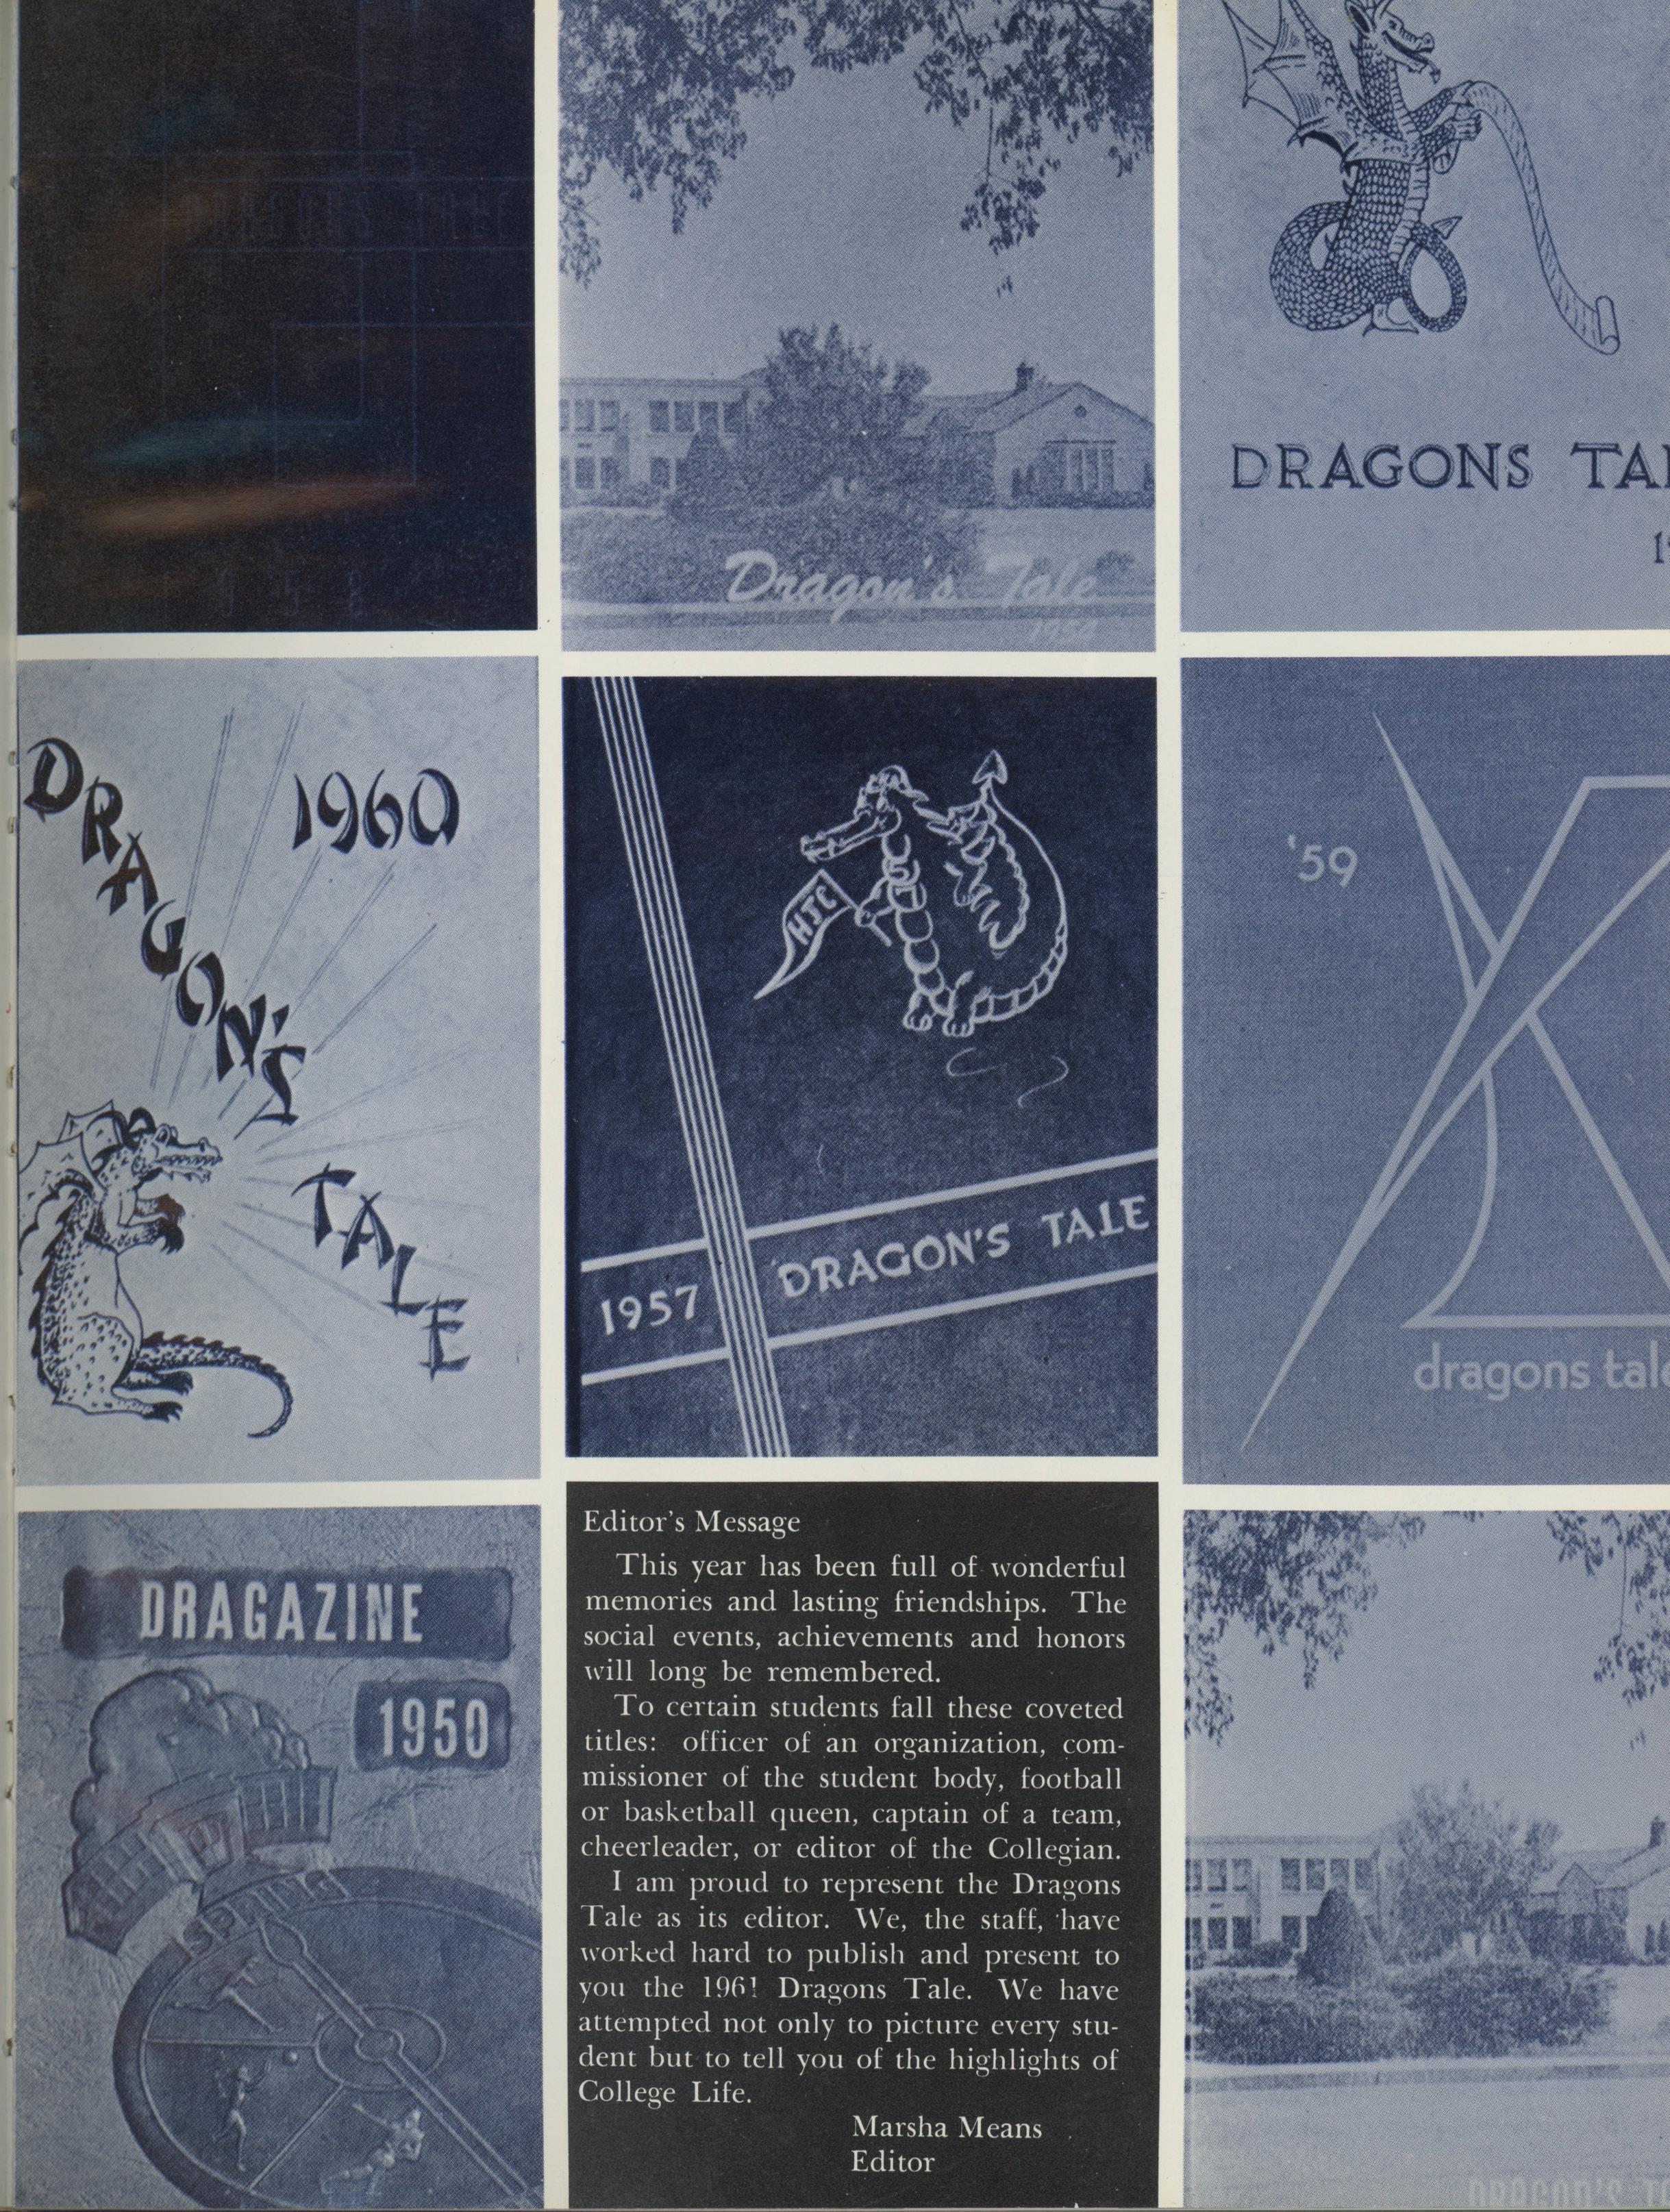 DRAGON'S TALE
1958
Dragon's Tale
1954
DRAGONS
DRAGON'S
1960
TALE
HJC
1957 DRAGON'S TALE
'59
dragons
DRAGAZINE
1950
SPRING
Editor's Message
This year has been full of wonderful
memories and lasting friendships. The
social events, achievements and honors
will long be remembered.
To certain students fall these coveted
titles: officer of an organization, com-
missioner of the student body, football
or basketball queen, captain of a team,
cheerleader, or editor of the Collegian.
I am proud to represent the Dragons
Tale as its editor. We, the staff, have
worked hard to publish and present to
you the 1961 Dragons Tale. We have
attempted not only to picture every stu-
dent but to tell you of the highlights of
College Life.
Marsha Means
Editor
DRAGON'S